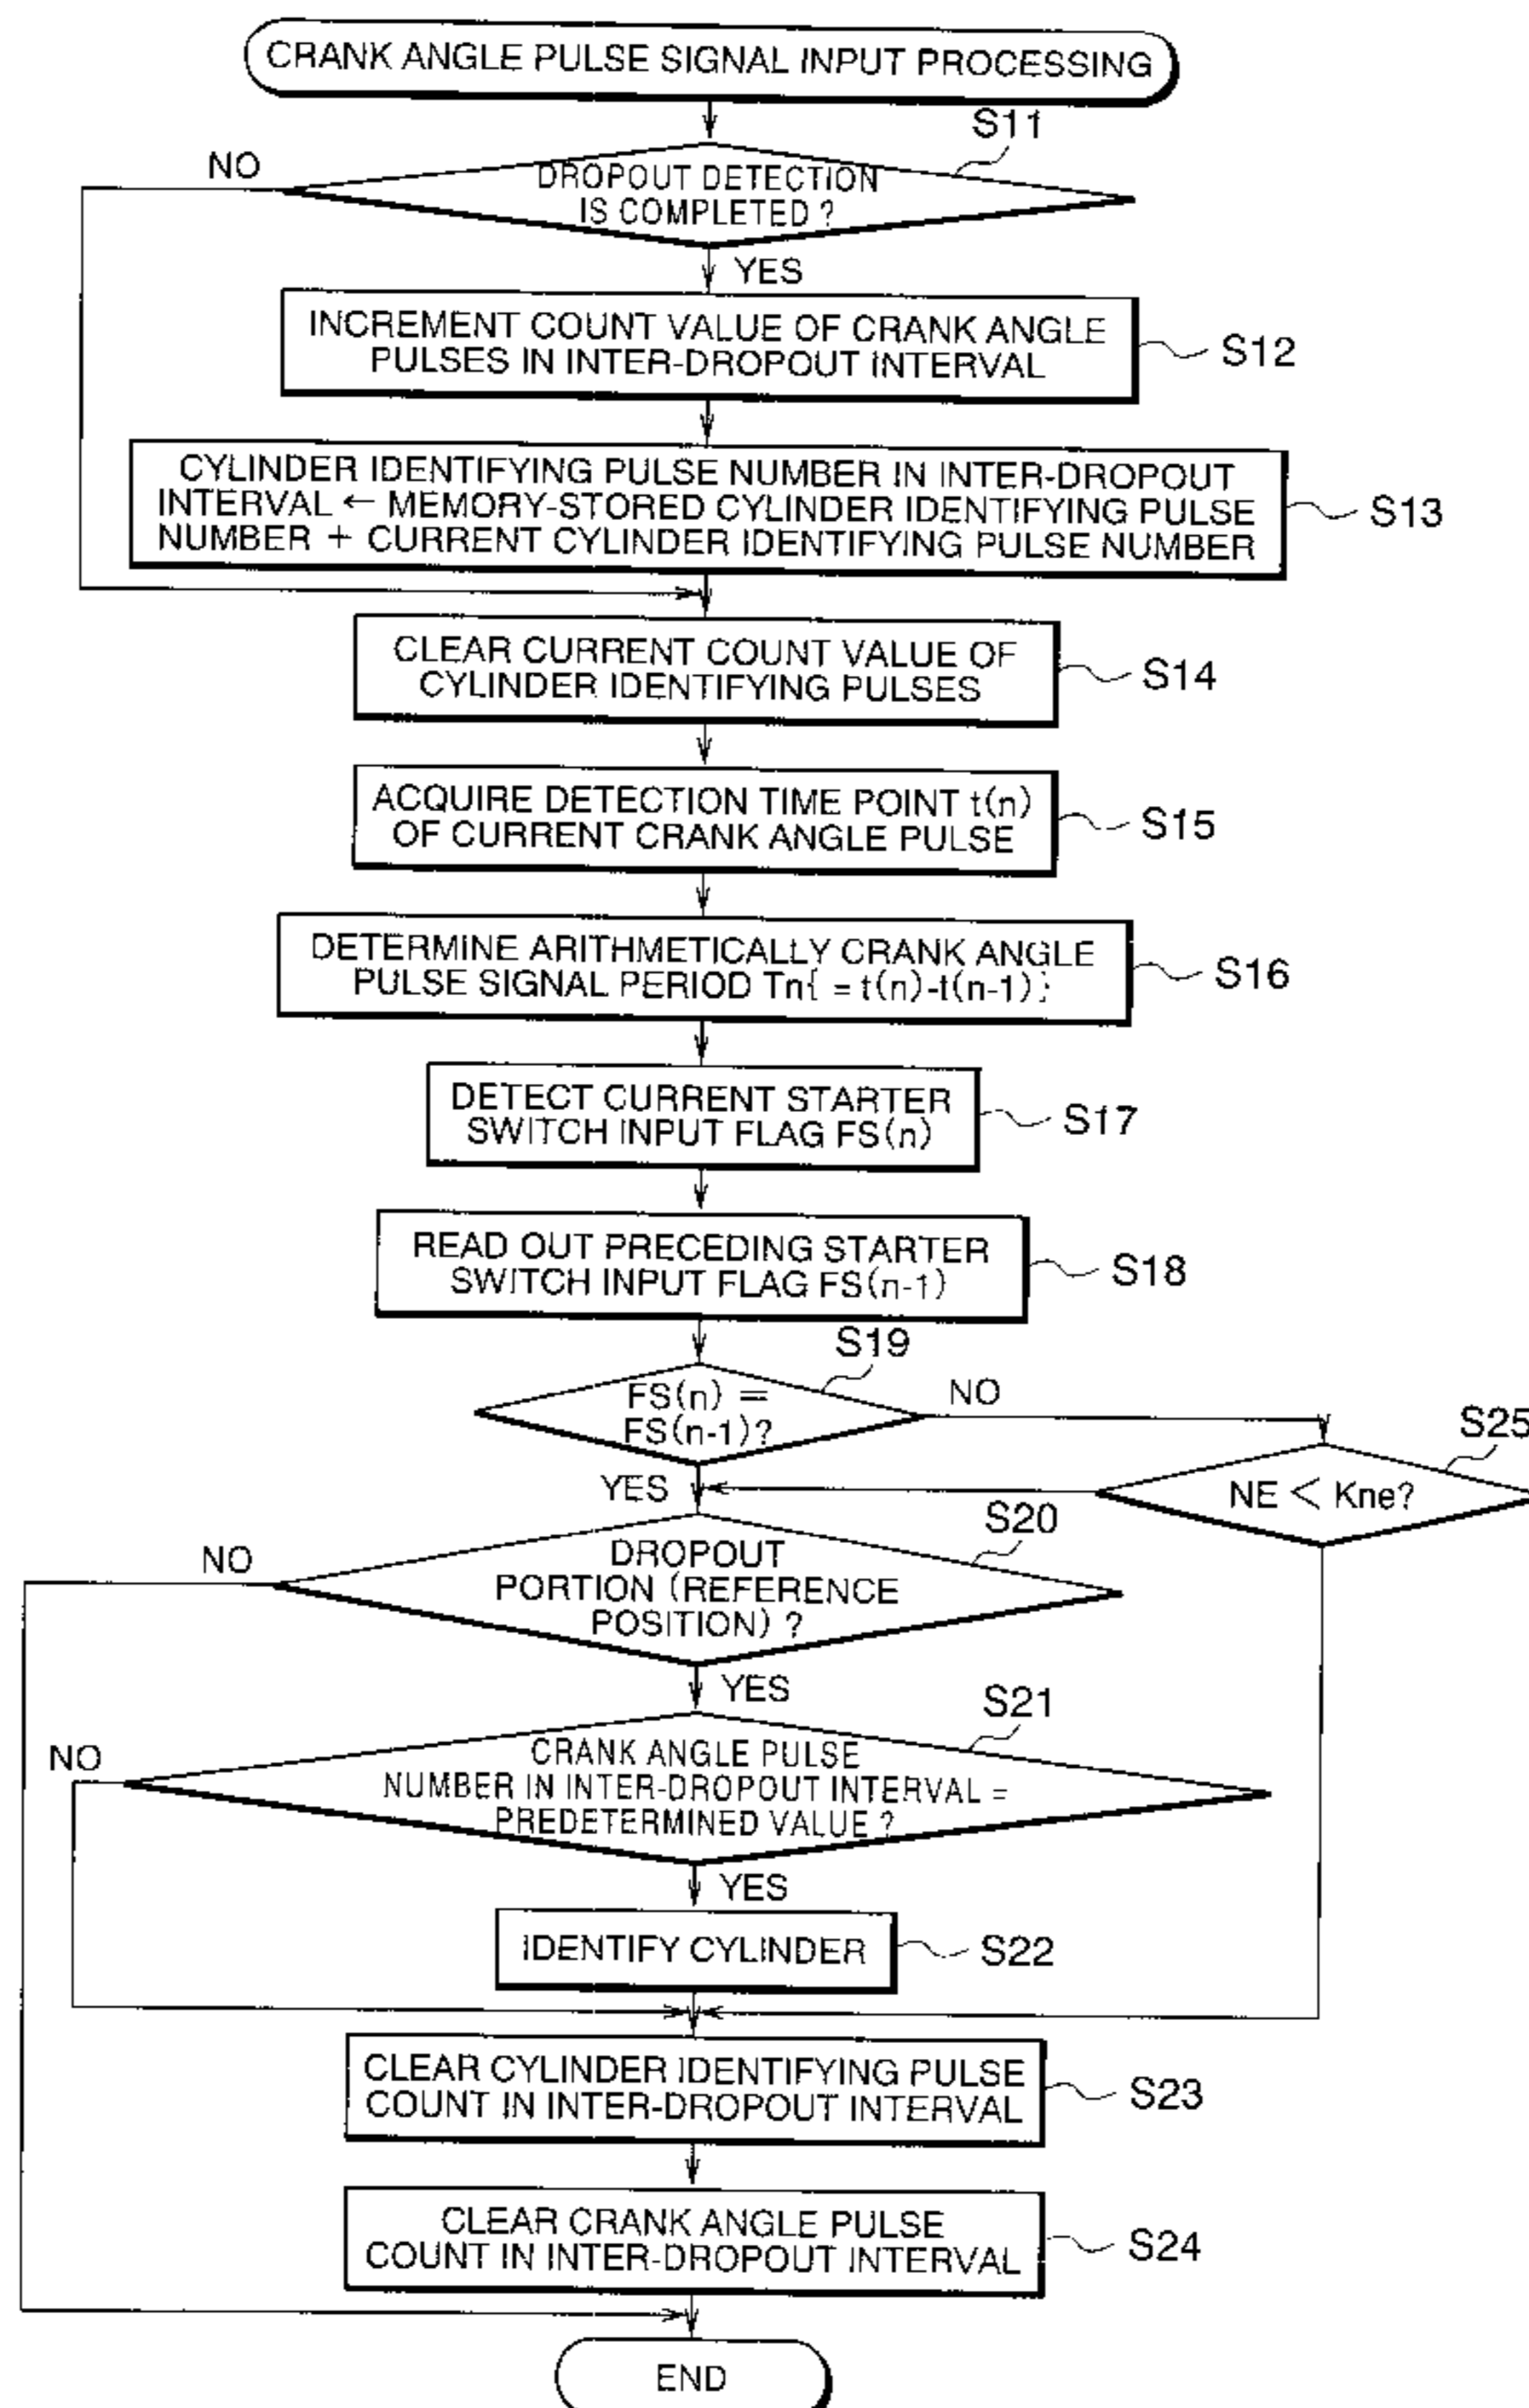 CRANK ANGLE PULSE SIGNAL INPUT PROCESSING
S11
NO
DROPOUT DETECTION
IS COMPLETED ?
YES
INCREMENT COUNT VALUE OF CRANK ANGLE
PULSES IN INTER-DROPOUT INTERVAL
S12
CYLINDER IDENTIFYING PULSE NUMBER IN INTER-DROPOUT
INTERVAL ← MEMORY-STORED CYLINDER IDENTIFYING PULSE
NUMBER + CURRENT CYLINDER IDENTIFYING PULSE NUMBER
S13
CLEAR CURRENT COUNT VALUE OF
CYLINDER IDENTIFYING PULSES
S14
ACQUIRE DETECTION TIME POINT t(n)
OF CURRENT CRANK ANGLE PULSE
S15
DETERMINE ARITHMETICALLY CRANK ANGLE
PULSE SIGNAL PERIOD Tn{ = t(n)-t(n-1)}
S16
DETECT CURRENT STARTER
SWITCH INPUT FLAG FS(n)
S17
READ OUT PRECEDING STARTER
SWITCH INPUT FLAG FS(n-1)
S18
S19
FS(n) =
FS(n-1)?
NO
S25
NE < Kne?
YES
S20
NO
DROPOUT
PORTION (REFERENCE
POSITION) ?
YES
S21
NO
CRANK ANGLE PULSE
NUMBER IN INTER-DROPOUT INTERVAL =
PREDETERMINED VALUE ?
YES
IDENTIFY CYLINDER
S22
CLEAR CYLINDER IDENTIFYING PULSE
COUNT IN INTER-DROPOUT INTERVAL
S23
CLEAR CRANK ANGLE PULSE
COUNT IN INTER-DROPOUT INTERVAL
S24
END